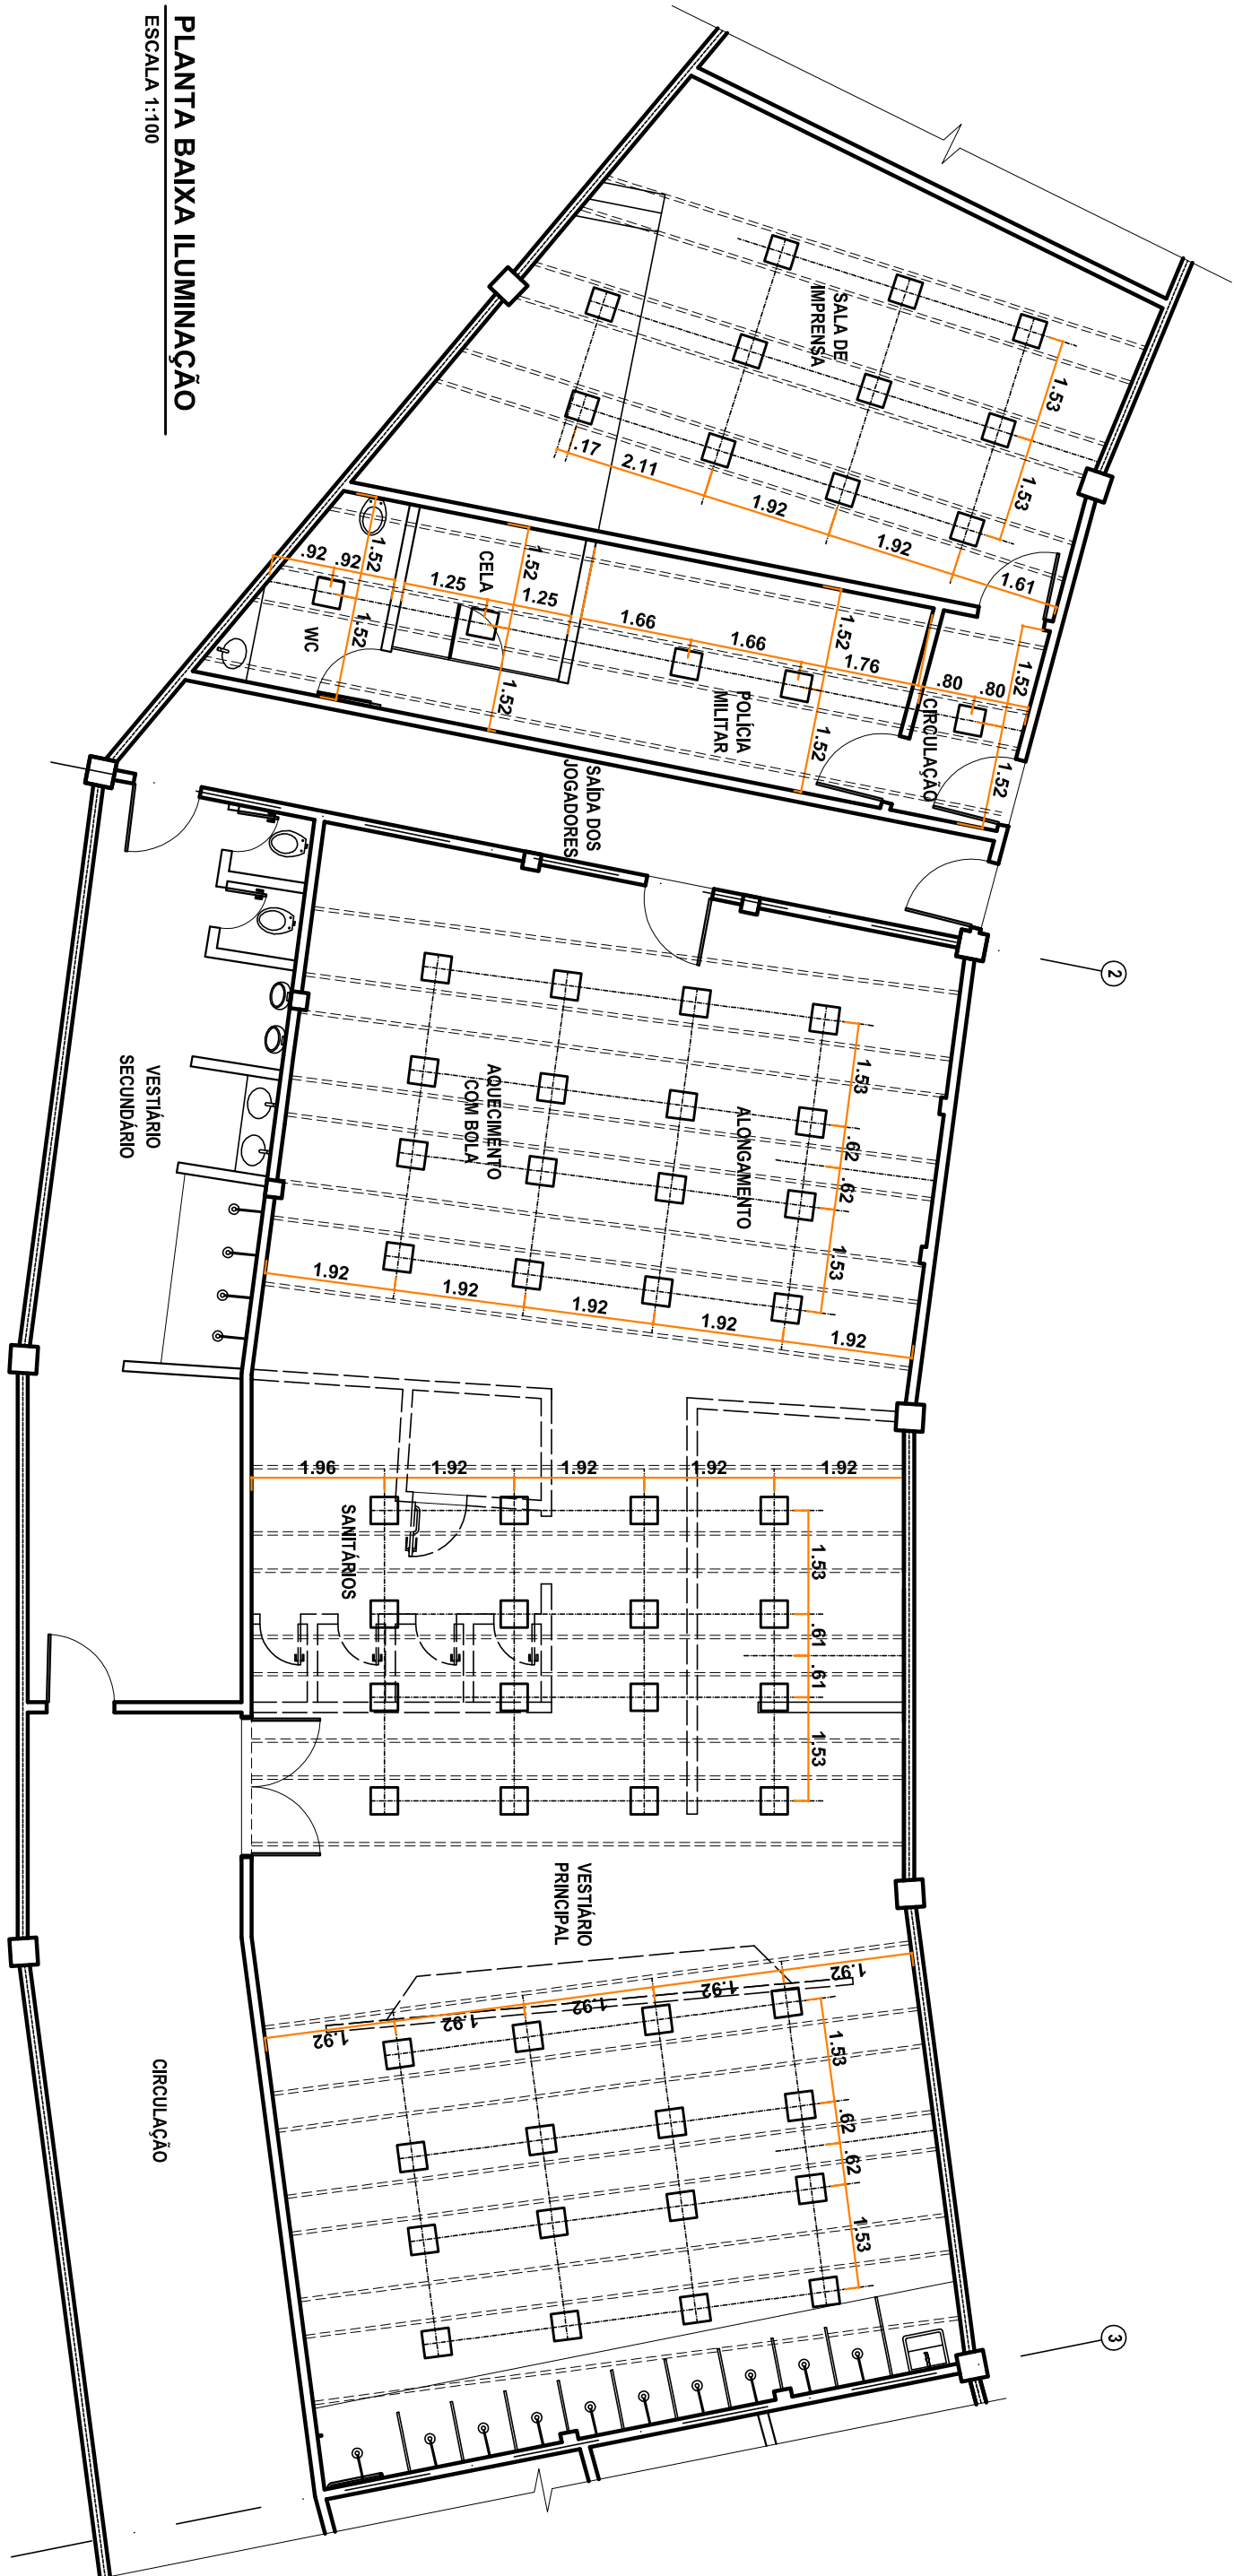 PLANTA BAIXA ILUMINAÇÃO
ESCALA 1:100
SALA DE
IMPRENSA
1.53
1.53
.17
2.11
1.92
1.92
1.61
.92
.92
1.52
1.52
WC
CELA
1.25
1.25
1.52
1.52
1.66
1.66
1.76
1.52
1.52
POLÍCIA
MILITAR
.80
.80
1.52
1.52
CIRCULAÇÃO
SAÍDA DOS
JOGADORES
2
VESTIÁRIO
SECUNDÁRIO
AQUECIMENTO
COM BOLA
ALONGAMENTO
1.53
.62
.62
1.53
1.92
1.92
1.92
1.92
1.92
1.96
1.92
1.92
1.92
1.92
SANITÁRIOS
1.53
.61
.61
1.53
VESTIÁRIO
PRINCIPAL
1.92
1.92
1.92
1.92
1.92
1.53
.62
.62
1.53
CIRCULAÇÃO
3